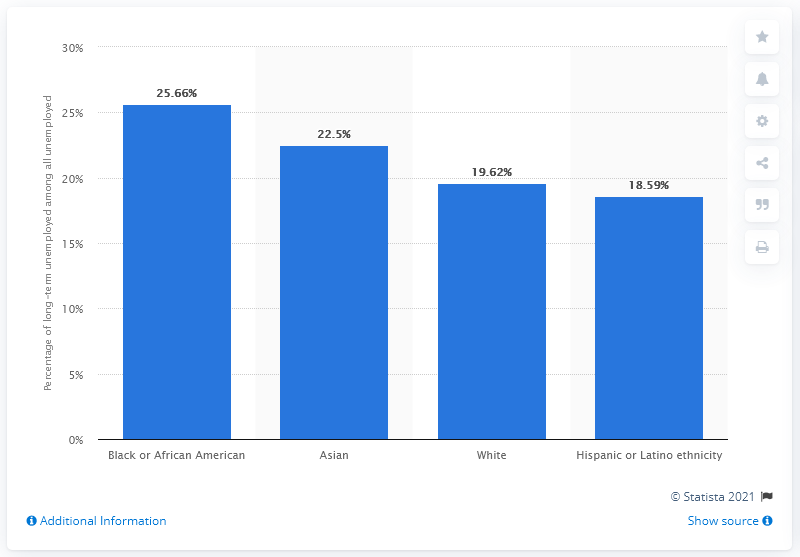 30%
25.66%
25%
22.5%
20%
19.62%
18.59%
15%
10%
5%
0%
Percentage of long-term unemployed among all unemployed
Black or African American
Asian
White
Hispanic or Latino ethnicity
© Statista 2021
Additional Information
Show source